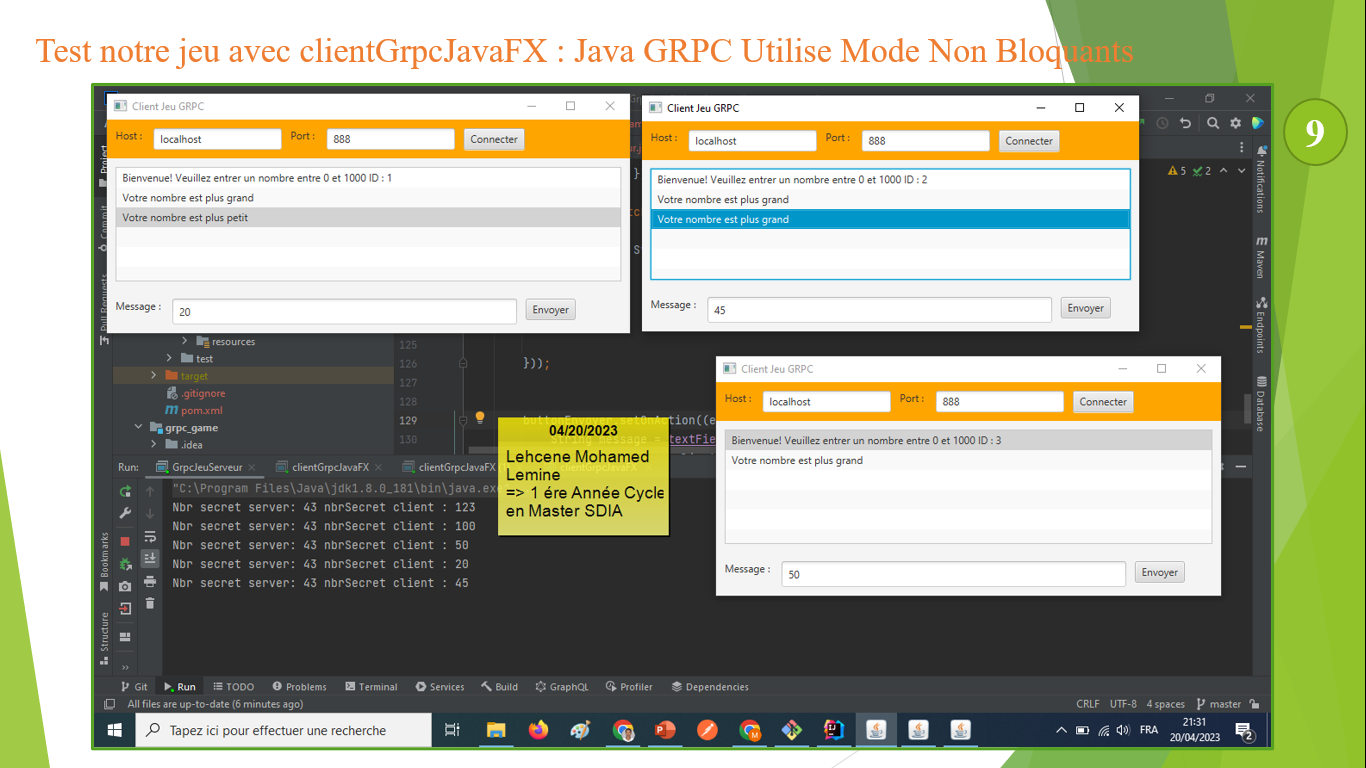 Test notre jeu avec clientGrpcJavaFX : Java GRPC Utilise Mode Non Bloquants
9
Client Jeu GRPC
Host :
localhost
Port :
888
Connecter
Bienvenue! Veuillez entrer un nombre entre 0 et 1000 ID : 1
Votre nombre est plus grand
Votre nombre est plus petit
Message :
20
Envoyer
Client Jeu GRPC
Host :
localhost
Port :
888
Connecter
Bienvenue! Veuillez entrer un nombre entre 0 et 1000 ID : 2
Votre nombre est plus grand
Votre nombre est plus grand
Message :
45
Envoyer
Client Jeu GRPC
Host :
localhost
Port :
888
Connecter
Bienvenue! Veuillez entrer un nombre entre 0 et 1000 ID : 3
Votre nombre est plus grand
Message :
50
Envoyer
Project
Commit
Pull Requests
5 2
Notifications
Maven
Endpoints
Database
resources
test
target
.gitignore
pom.xml
grpc_game
.idea
125
126
}));
127
128
129
buttonEnvoyer.setOnAction((e
130
String message = textFie
04/20/2023
Lehcene Mohamed
Lemine
=> 1 ére Année Cycle
en Master SDIA
Run:
GrpcJeuServeur
clientGrpcJavaFX
clientGrpcJavaFX
"C:\Program Files\Java\jdk1.8.0_181\bin\java.exe
Nbr secret server: 43 nbrSecret client : 123
Nbr secret server: 43 nbrSecret client : 100
Nbr secret server: 43 nbrSecret client : 50
Nbr secret server: 43 nbrSecret client : 20
Nbr secret server: 43 nbrSecret client : 45
Bookmarks
Structure
Git
Run
TODO
Problems
Terminal
Services
Build
GraphQL
Profiler
Dependencies
All files are up-to-date (6 minutes ago)
CRLF
UTF-8
4 spaces
master
Tapez ici pour effectuer une recherche
FRA
21:31
20/04/2023
2